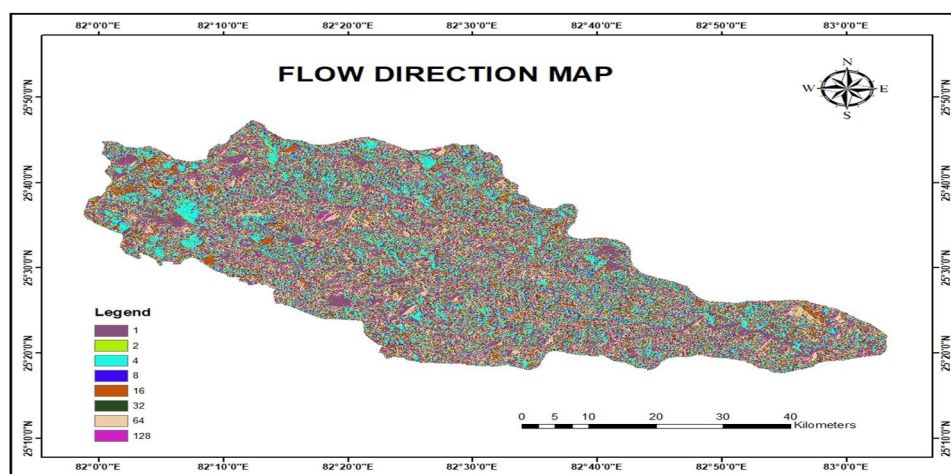 82°0'0"E 82°10'0"E 82°20'0"E 82°30'0"E 82°40'0"E 82°50'0"E 83°0'0"E
FLOW DIRECTION MAP
N
W E
S
25°50'0"N 25°50'0"N
25°40'0"N 25°40'0"N
25°30'0"N 25°30'0"N
25°20'0"N 25°20'0"N
25°10'0"N 25°10'0"N
Legend
1
2
4
8
16
32
64
128
0 5 10 20 30 40
Kilometers
82°0'0"E 82°10'0"E 82°20'0"E 82°30'0"E 82°40'0"E 82°50'0"E 83°0'0"E